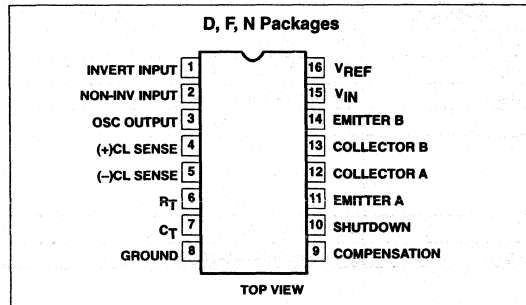 D, F, N Packages
INVERT INPUT 1
NON–INV INPUT 2
OSC OUTPUT 3
(+)CL SENSE 4
(–)CL SENSE 5
RT 6
CT 7
GROUND 8
16 VREF
15 VIN
14 EMITTER B
13 COLLECTOR B
12 COLLECTOR A
11 EMITTER A
10 SHUTDOWN
9 COMPENSATION
TOP VIEW